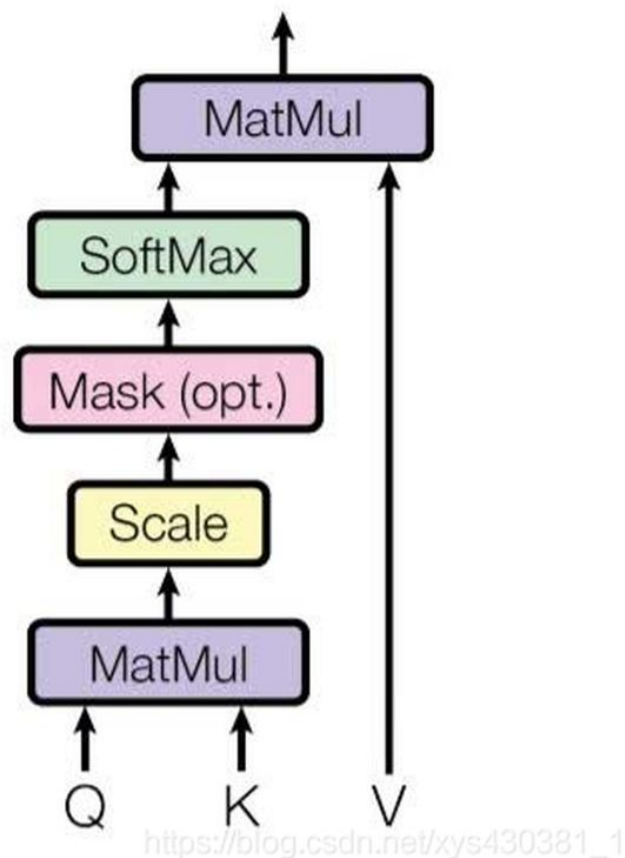 MatMul
SoftMax
Mask (opt.)
Scale
MatMul
Q K V
https://blog.csdn.net/xys430381_1